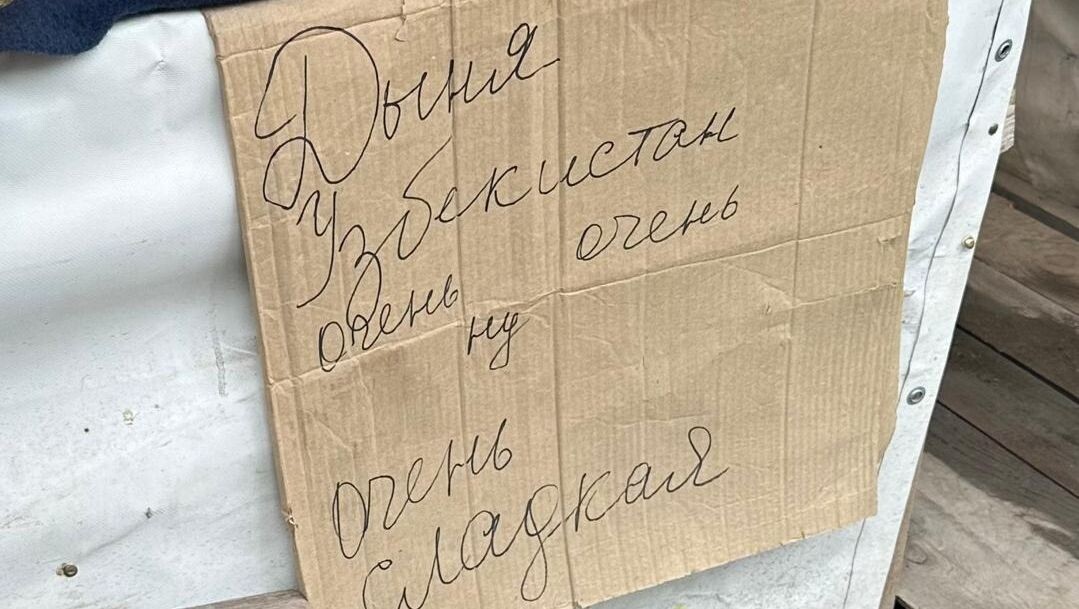 Дыня
Узбекистан
очень очень
ну
очень
сладкая